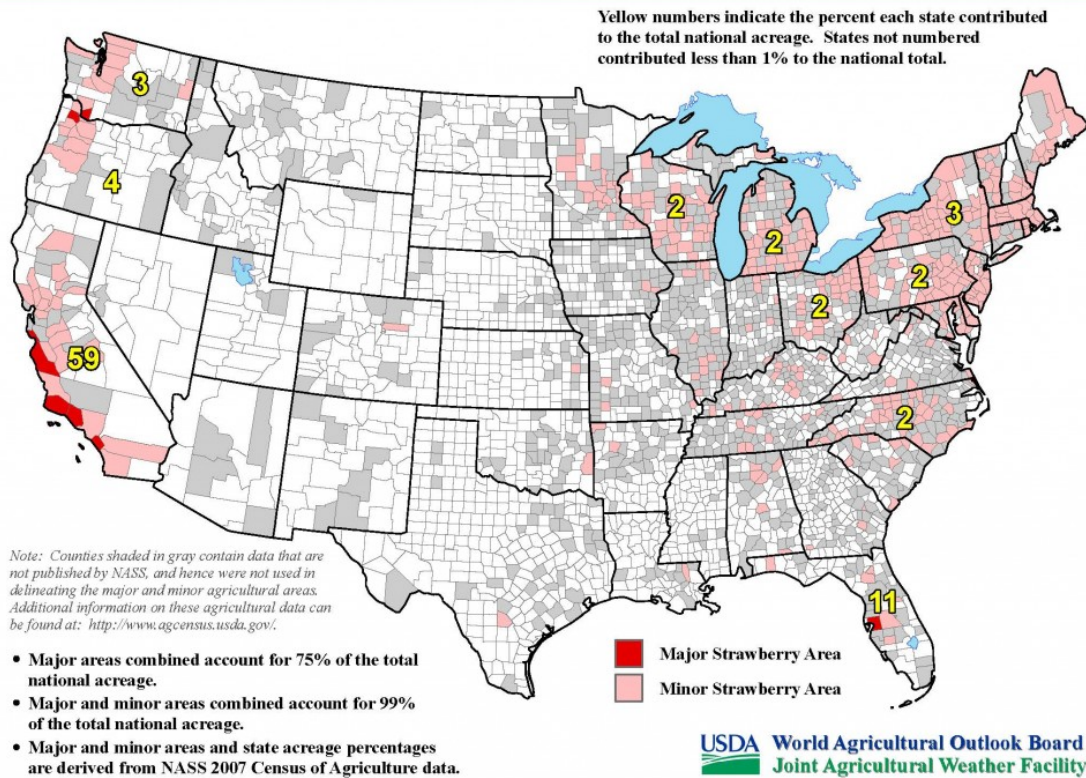 Yellow numbers indicate the percent each state contributed
to the total national acreage.  States not numbered
contributed less than 1% to the national total.
3
4
59
2
2
2
3
2
2
11
Note:  Counties shaded in gray contain data that are
not published by NASS, and hence were not used in
delineating the major and minor agricultural areas.
Additional information on these agricultural data can
be found at:  http://www.agcensus.usda.gov/.
• Major areas combined account for 75% of the total
national acreage.
• Major and minor areas combined account for 99%
of the total national acreage.
• Major and minor areas and state acreage percentages
are derived from NASS 2007 Census of Agriculture data.
Major Strawberry Area
Minor Strawberry Area
USDA World Agricultural Outlook Board
Joint Agricultural Weather Facility